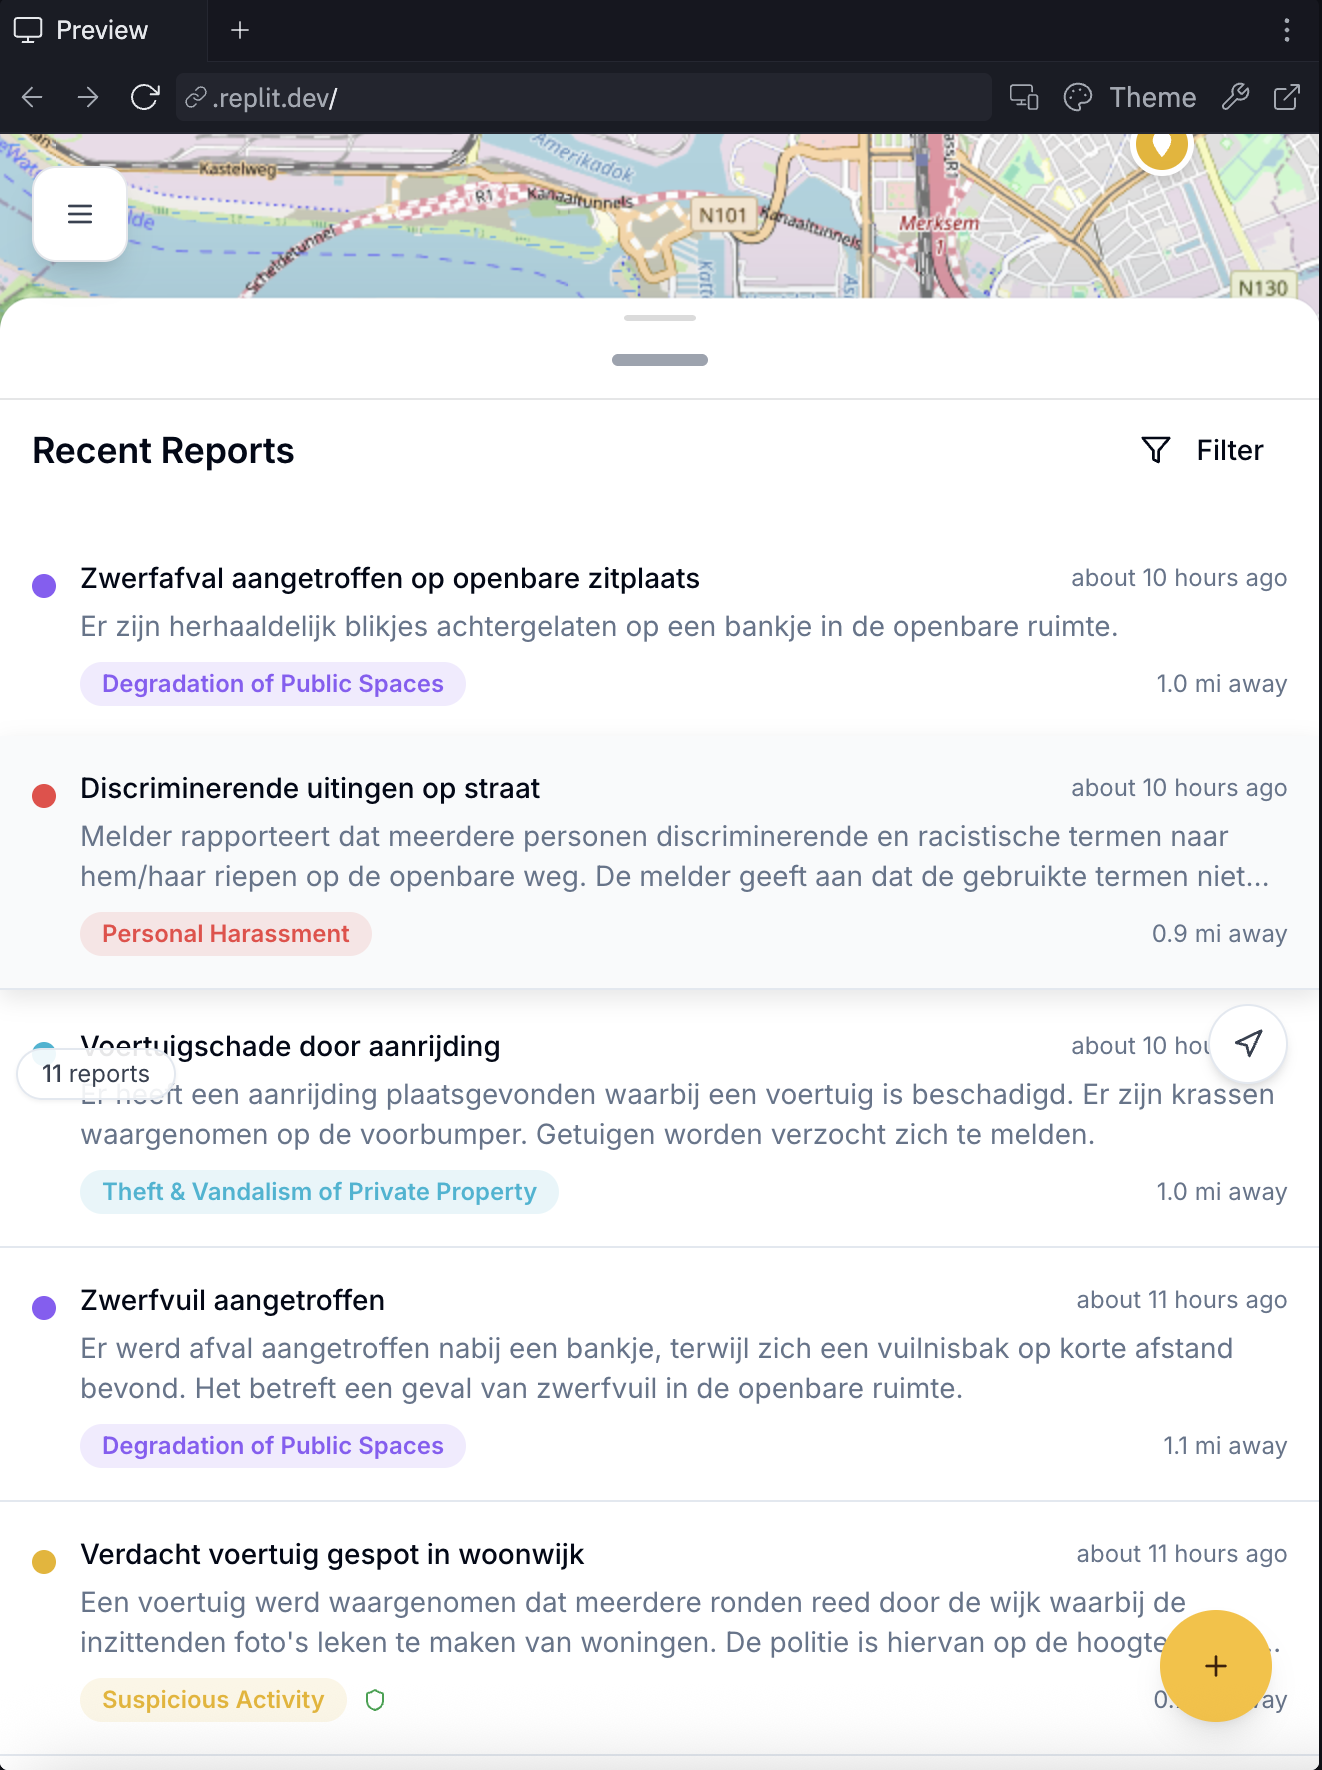 Preview
.replit.dev/
Theme
Kastelweg
Amerikadok
R1
Kanaaltunnels
N101
Kanaaltunnels
Merksem
1
Scheldetunnel
N130
Recent Reports
Filter
Zwerfafval aangetroffen op openbare zitplaats
about 10 hours ago
Er zijn herhaaldelijk blikjes achtergelaten op een bankje in de openbare ruimte.
Degradation of Public Spaces
1.0 mi away
Discriminerende uitingen op straat
about 10 hours ago
Melder rapporteert dat meerdere personen discriminerende en racistische termen naar
hem/haar riepen op de openbare weg. De melder geeft aan dat de gebruikte termen niet...
Personal Harassment
0.9 mi away
Voertuigschade door aanrijding
about 10
11 reports
Er heeft een aanrijding plaatsgevonden waarbij een voertuig is beschadigd. Er zijn krassen
waargenomen op de voorbumper. Getuigen worden verzocht zich te melden.
Theft & Vandalism of Private Property
1.0 mi away
Zwerfvuil aangetroffen
about 11 hours ago
Er werd afval aangetroffen nabij een bankje, terwijl zich een vuilnisbak op korte afstand
bevond. Het betreft een geval van zwerfvuil in de openbare ruimte.
Degradation of Public Spaces
1.1 mi away
Verdacht voertuig gespot in woonwijk
about 11 hours ago
Een voertuig werd waargenomen dat meerdere ronden reed door de wijk waarbij de
inzittenden foto's leken te maken van woningen. De politie is hiervan op de hoogte
Suspicious Activity